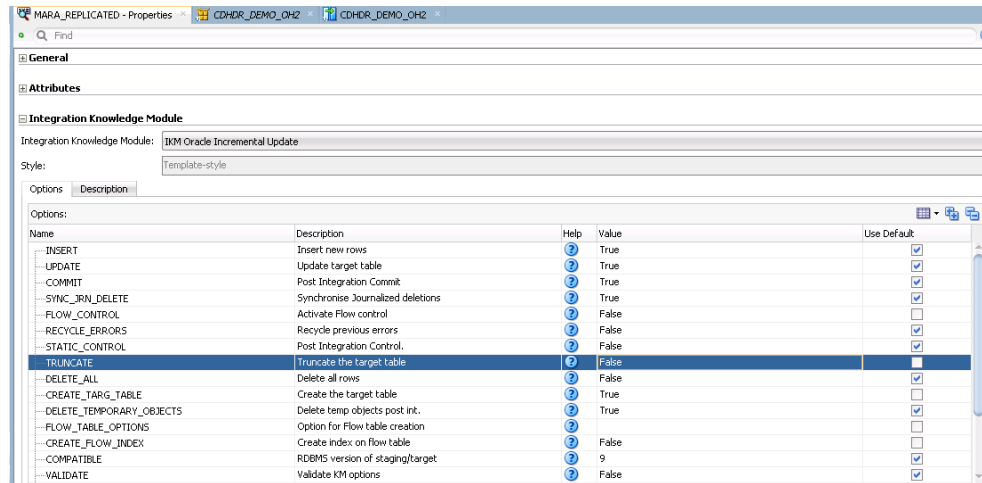 MARA_REPLICATED - Properties CDHDR_DEMO_OH2 CDHDR_DEMO_OH2
Find
General
Attributes
Integration Knowledge Module
Integration Knowledge Module: IKM Oracle Incremental Update
Style: Template-style
Options Description
Options:
Name Description Help Value Use Default
INSERT Insert new rows True
UPDATE Update target table True
COMMIT Post Integration Commit True
SYNC_JRN_DELETE Synchronise Journalized deletions True
FLOW_CONTROL Activate Flow control False
RECYCLE_ERRORS Recycle previous errors False
STATIC_CONTROL Post Integration Control. False
TRUNCATE Truncate the target table False
DELETE_ALL Delete all rows False
CREATE_TARG_TABLE Create the target table True
DELETE_TEMPORARY_OBJECTS Delete temp objects post int. True
FLOW_TABLE_OPTIONS Option for Flow table creation
CREATE_FLOW_INDEX Create index on flow table False
COMPATIBLE RDBMS version of staging/target 9
VALIDATE Validate KM options False